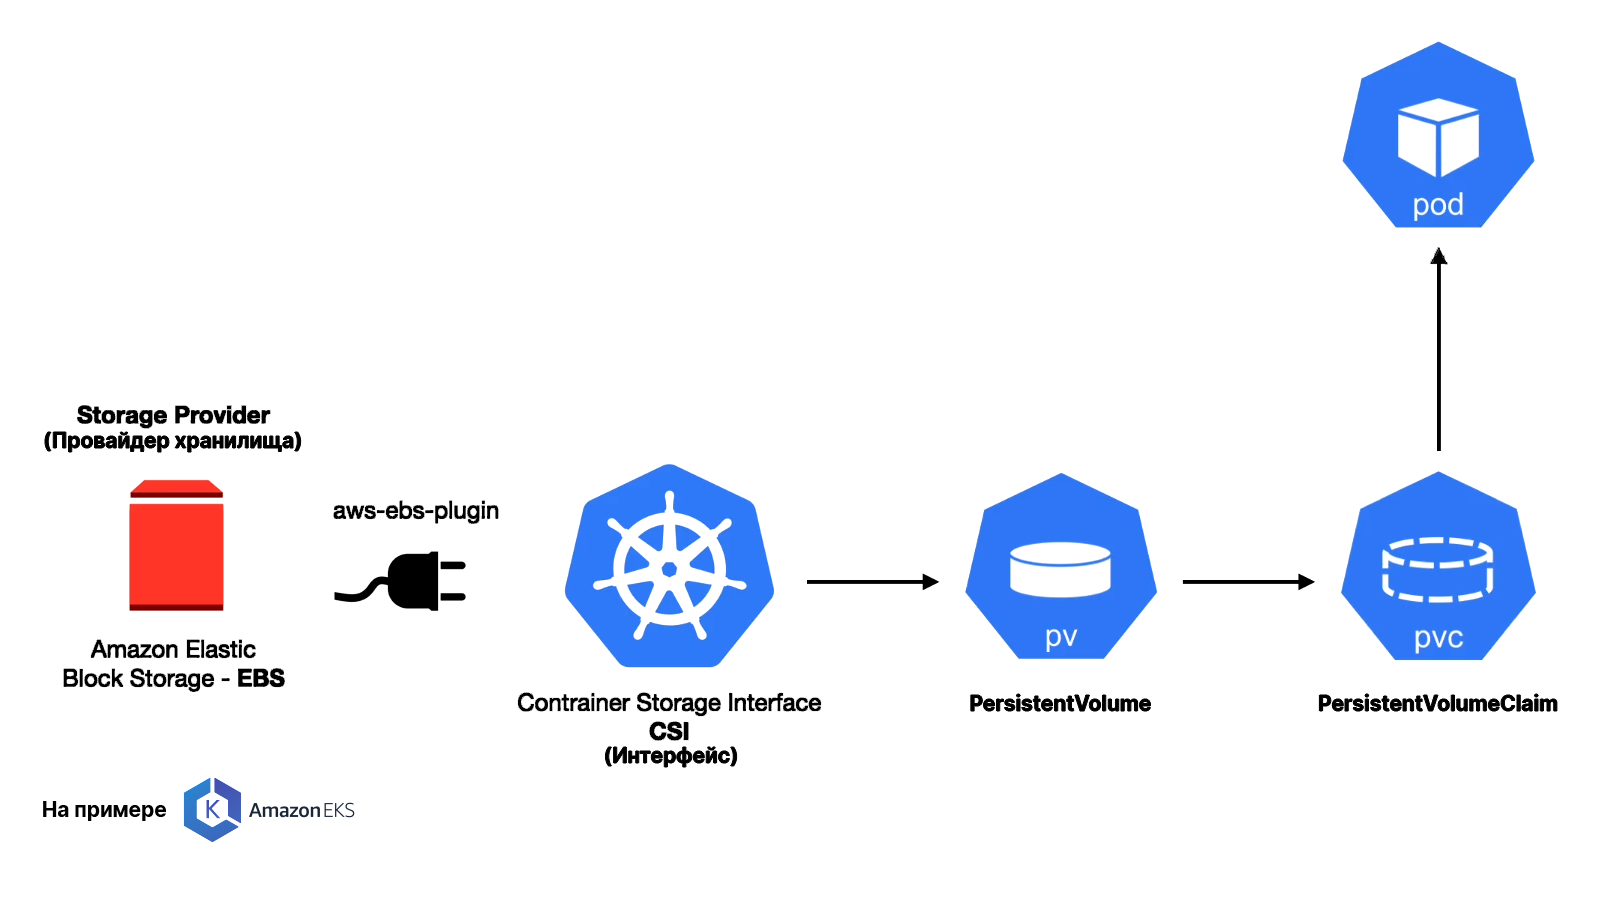 pod
Storage Provider
(Провайдер хранилища)
aws-ebs-plugin
Amazon Elastic
Block Storage - EBS
Contrainer Storage Interface
CSI
(Интерфейс)
pv
PersistentVolume
pvc
PersistentVolumeClaim
На примере K Amazon EKS